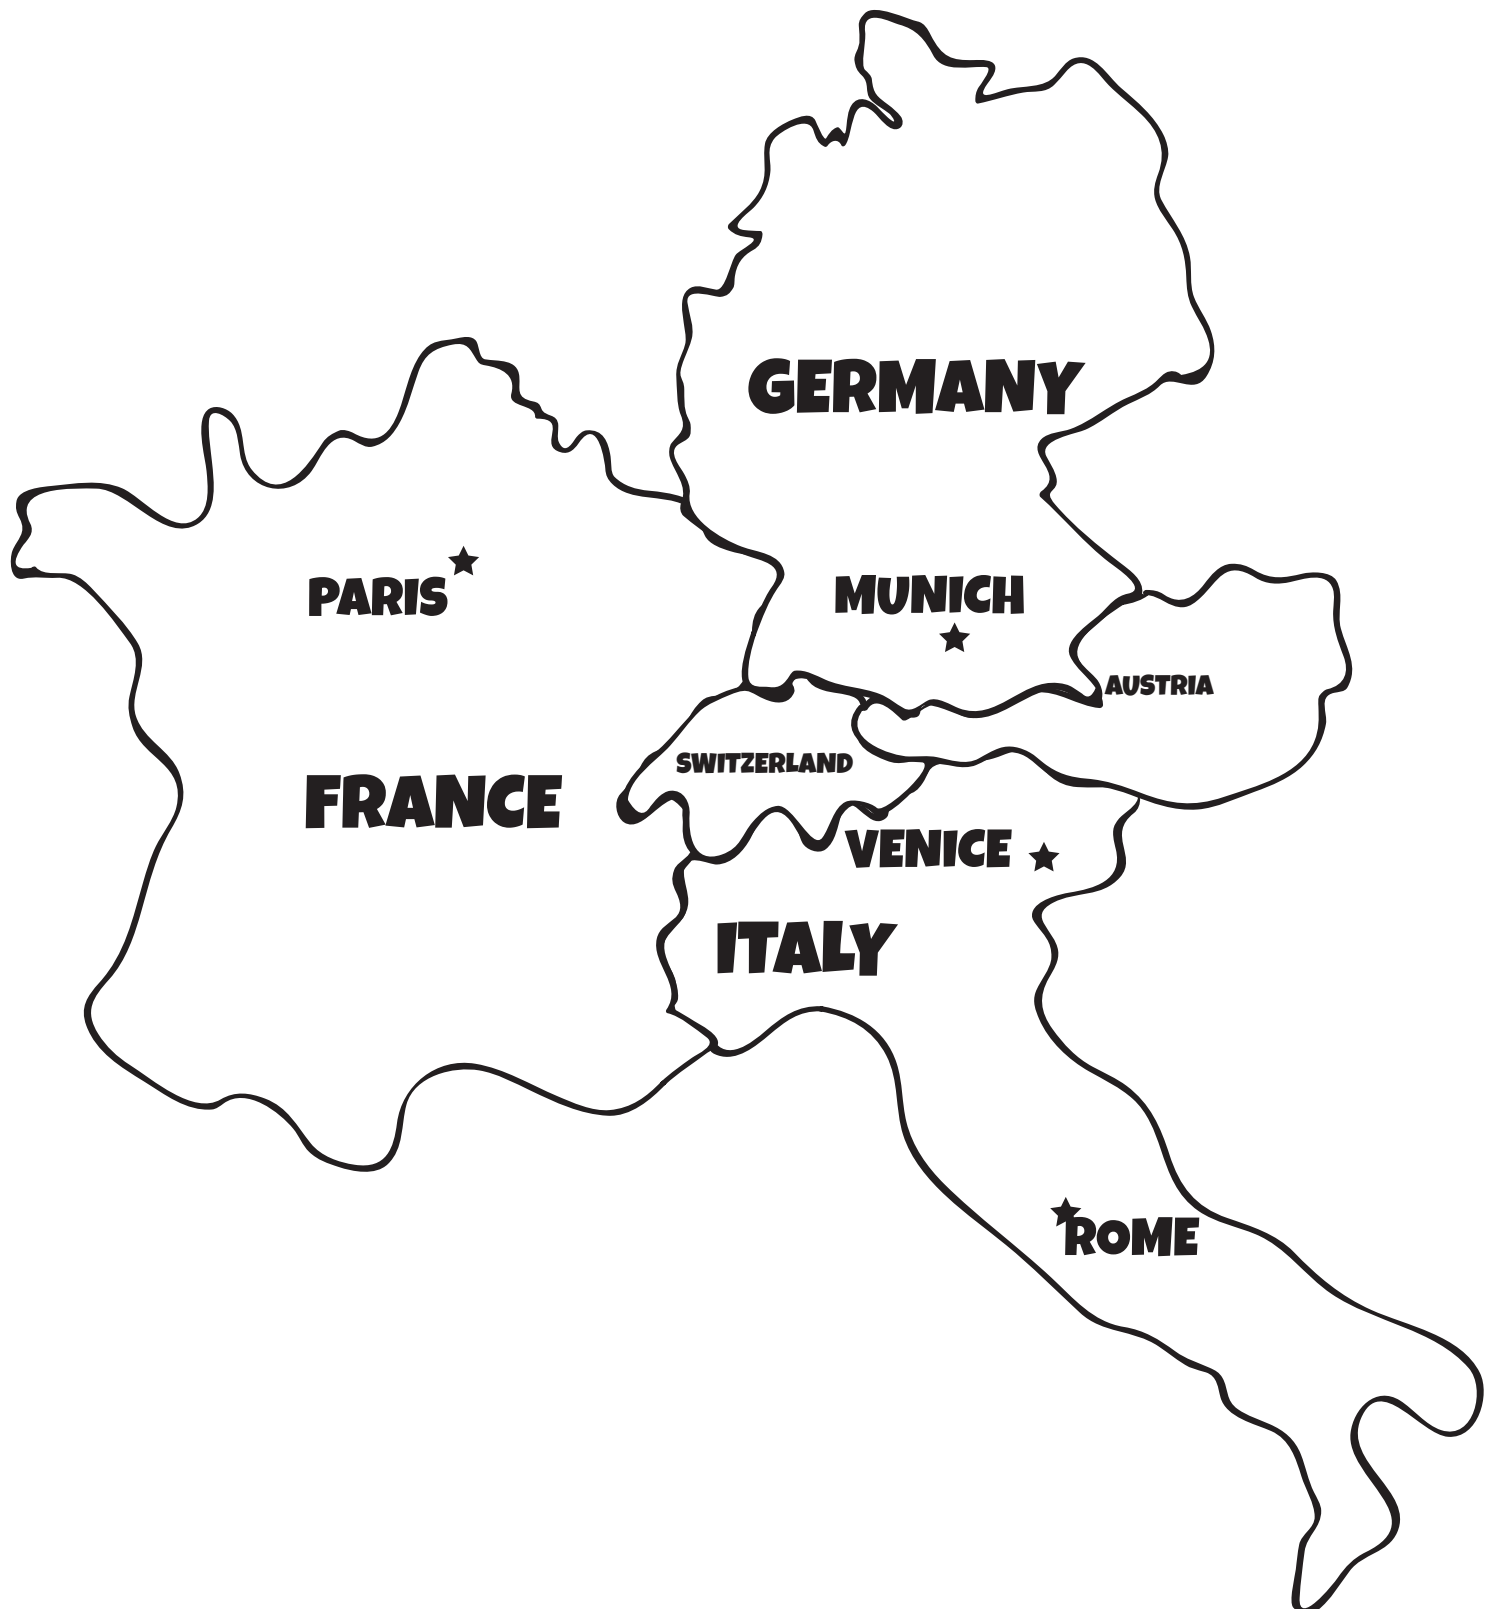 GERMANY
PARIS
MUNICH
AUSTRIA
SWITZERLAND
FRANCE
VENICE
ITALY
ROME